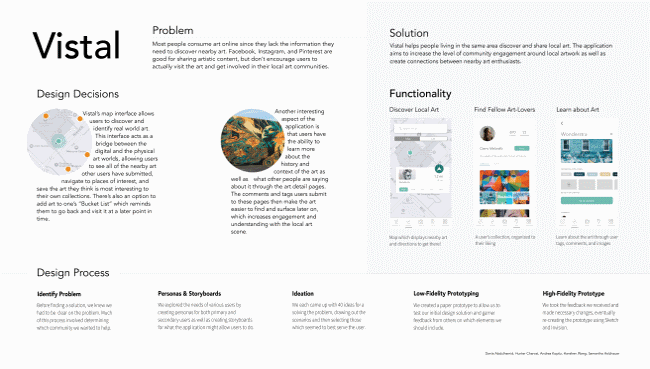 Vistal
Problem
Most people consume art online since they lack the information they
need to discover nearby art. Facebook, Instagram, and Pinterest are
good for sharing artistic content, but don't encourage users to
actually visit the art and get involved in their local art communities.
Solution
Vistal helps people living in the same area discover and share local art. The application
aims to increase the level of community engagement around local artwork as well as
create connections between nearby art enthusiasts.
Design Decisions
Vistal's map interface allows
users to discover and
identify real world art.
This interface acts as a
bridge between the
digital and the physical
art worlds, allowing users
to see all of the nearby art
other users have submitted,
navigate to places of interest, and
save the art they think is most interesting to
their own collections. There's also an option to
add art to one's "Bucket List" which reminds
them to go back and visit it at a later point in
time.
Another interesting
aspect of the
application is
that users have
the ability to
learn more
about the
history and
context of the art as
well as what other people are saying
about it through the art detail pages.
The comments and tags users submit
to these pages then make the art
easier to find and surface later on,
which increases engagement and
understanding with the local art
scene.
Functionality
Discover Local Art
Find Fellow Art-Lovers
Learn about Art
Wonderwks
Map which displays nearby art
and directions to get there!
A user's collection, organized to
their liking
Learn about the art through user
tags, comments, and images
Design Process
Identify Problem
Before finding a solution, we knew we
had to be clear on the problem. Much
of this process involved determining
which community we wanted to help.
Personas & Storyboards
We explored the needs of various users by
creating personas for both primary and
secondary users as well as creating storyboards
for what the application might allow users to do.
Ideation
We each came up with 40 ideas for
solving the problem, drawing out the
scenarios and then selecting those
which seemed to best serve the user.
Low-Fidelity Prototyping
We created a paper prototype to allow us to
test our initial design solution and garner
feedback from others on which elements we
should include.
High-Fidelity Prototype
We took the feedback we received and
made necessary changes, eventually
re-creating the prototype using Sketch
and Invision.